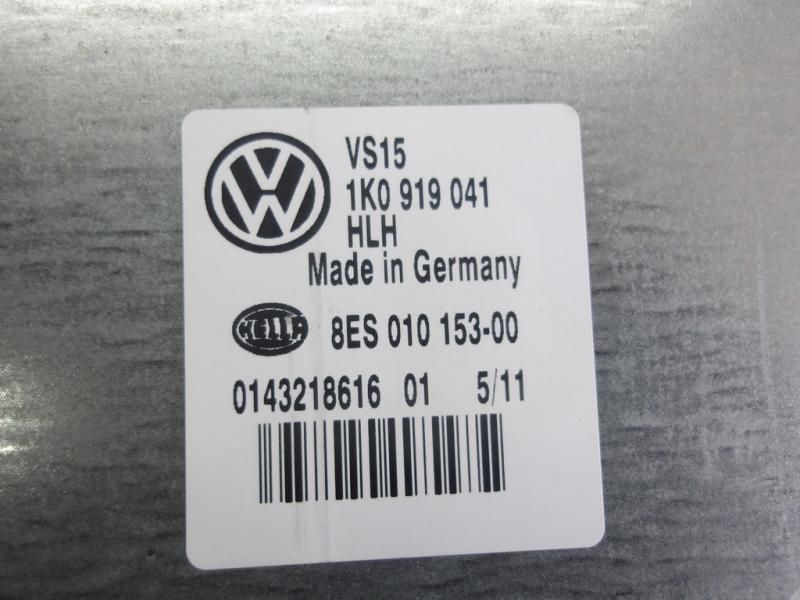 VS15
1K0 919 041
HLH
Made in Germany
HELLA 8ES 010 153-00
0143218616 01 5/11